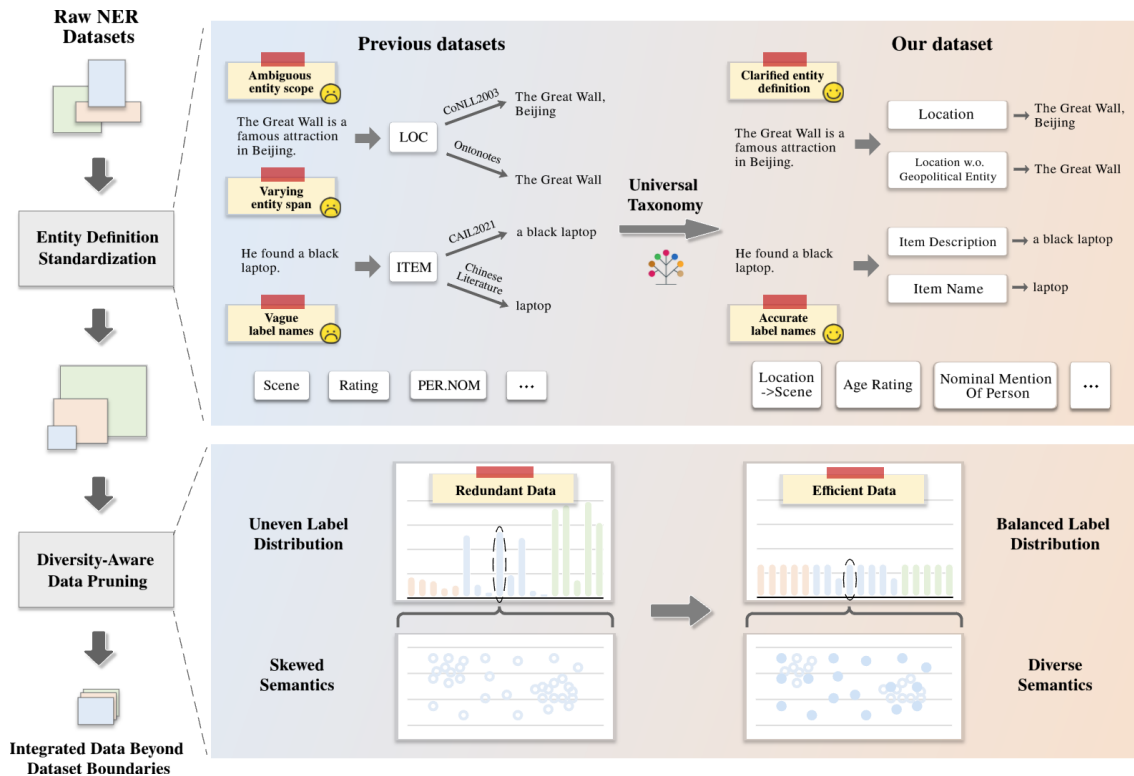 Raw NER
Datasets
Entity Definition
Standardization
Diversity-Aware
Data Pruning
Integrated Data Beyond
Dataset Boundaries
Previous datasets
Ambiguous
entity scope
The Great Wall is a
famous attraction
in Beijing.
LOC
CoNLL2003
The Great Wall,
Beijing
Ontonotes
The Great Wall
Varying
entity span
He found a black
laptop.
ITEM
CAIL2021
a black laptop
Chinese
Literature
laptop
Vague
label names
Scene
Rating
PER.NOM
...
Universal
Taxonomy
Our dataset
Clarified entity
definition
The Great Wall is a
famous attraction
in Beijing.
Location
The Great Wall,
Beijing
Location w.o.
Geopolitical Entity
The Great Wall
He found a black
laptop.
Item Description
a black laptop
Item Name
laptop
Accurate
label names
Location
->Scene
Age Rating
Nominal Mention
Of Person
...
Uneven Label
Distribution
Redundant Data
Efficient Data
Balanced Label
Distribution
Skewed
Semantics
Diverse
Semantics